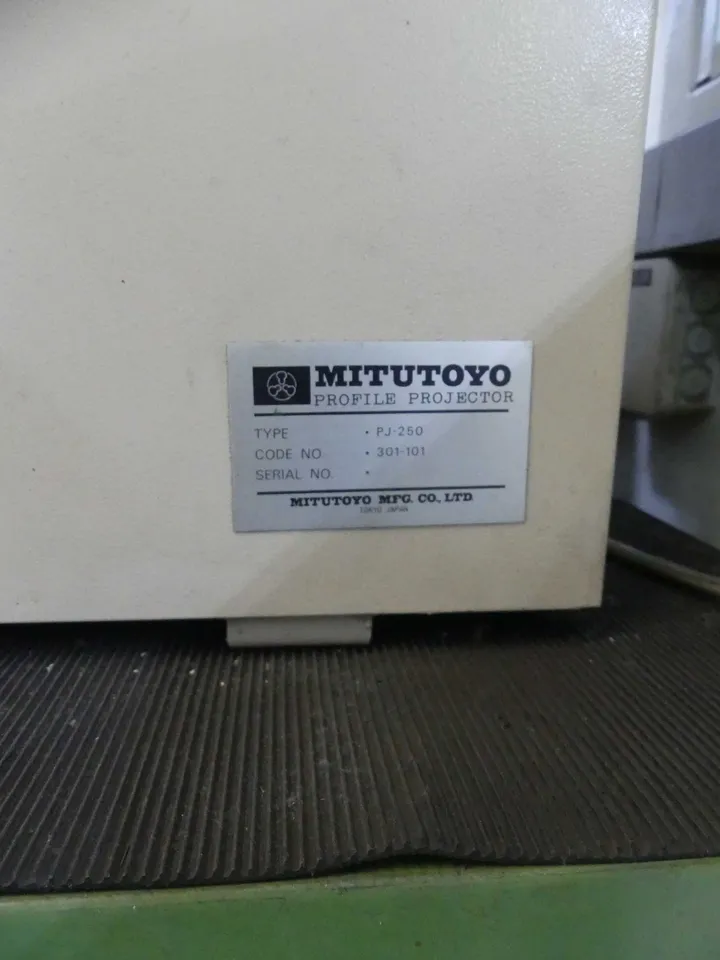 MITUTOYO
PROFILE PROJECTOR
TYPE · PJ-250
CODE NO. · 301-101
SERIAL NO. ·
MITUTOYO MFG. CO., LTD.
TOKYO JAPAN